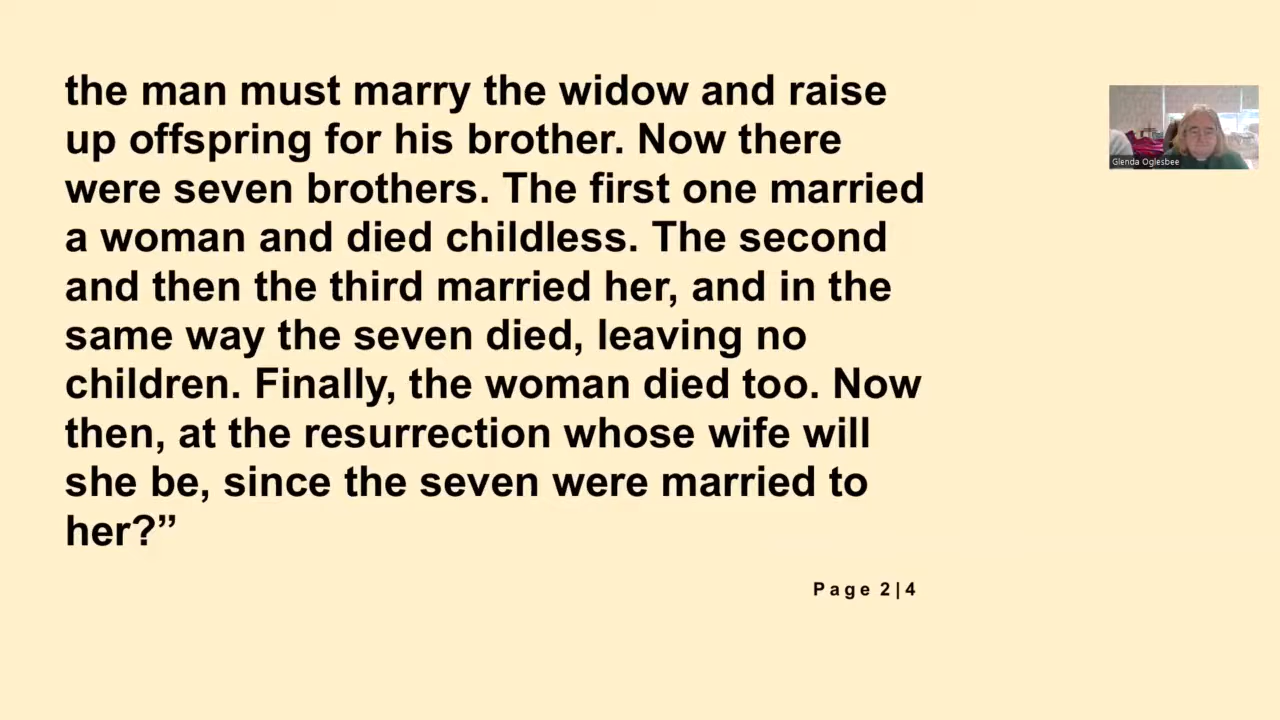 the man must marry the widow and raise
up offspring for his brother. Now there
were seven brothers. The first one married
a woman and died childless. The second
and then the third married her, and in the
same way the seven died, leaving no
children. Finally, the woman died too. Now
then, at the resurrection whose wife will
she be, since the seven were married to
her?”
Page 2|4
Glenda Oglesbee